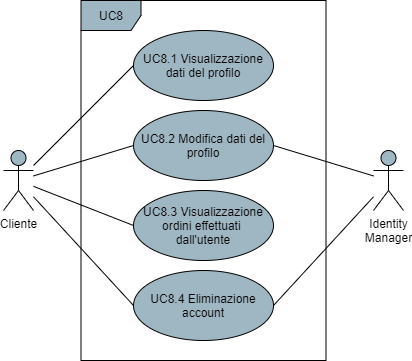 UC8
UC8.1 Visualizzazione
dati del profilo
UC8.2 Modifica dati del
profilo
Cliente
Identity
Manager
UC8.3 Visualizzazione
ordini effettuati
dall'utente
UC8.4 Eliminazione
account